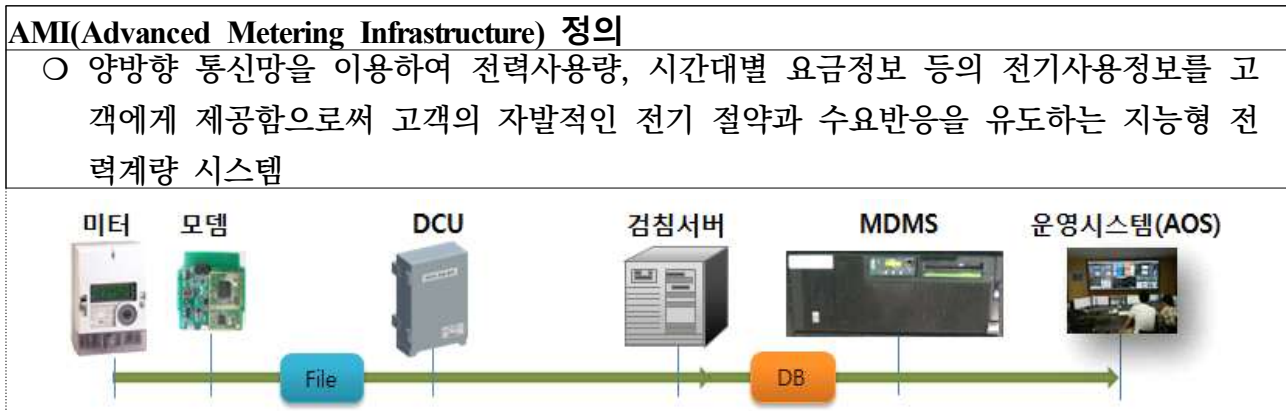 AMI(Advanced Metering Infrastructure) 정의
❍ 양방향 통신망을 이용하여 전력사용량, 시간대별 요금정보 등의 전기사용정보를 고
객에게 제공함으로써 고객의 자발적인 전기 절약과 수요반응을 유도하는 지능형 전
력계량 시스템
미터 모뎀 DCU 검침서버 MDMS 운영시스템(AOS)
File DB